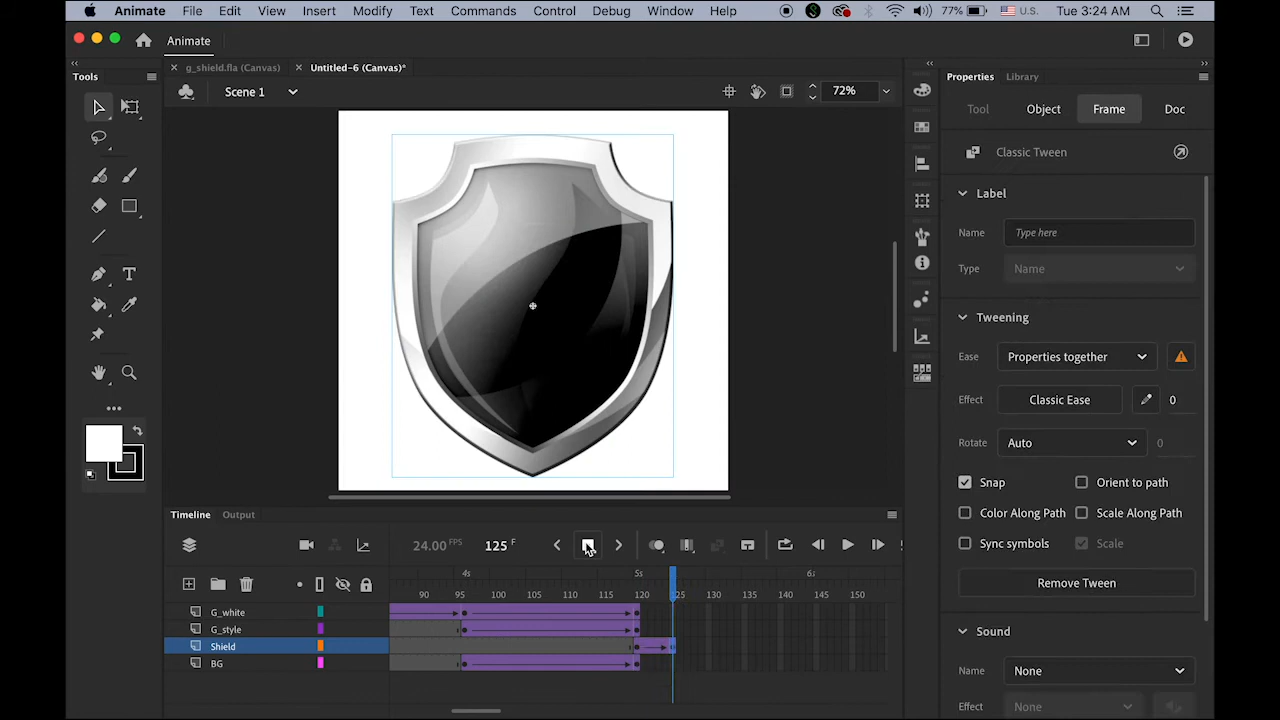 Animate File Edit View Insert Modify Text Commands Control Debug Window Help 77% U.S. Tue 3:24 AM
Animate
Tools
g_shield.fla (Canvas) Untitled-6 (Canvas)*
Scene 1 72%
Properties Library
Tool Object Frame Doc
Classic Tween
Label
Name Type here
Type Name
Tweening
Ease Properties together
Effect Classic Ease 0
Rotate Auto 0
Snap Orient to path
Color Along Path Scale Along Path
Sync symbols Scale
Remove Tween
Sound
Name None
Effect None
Timeline Output
24.00 FPS 125 F
4s 5s 6s
90 95 100 105 110 115 120 125 130 135 140 145 150
G_white
G_style
Shield
BG